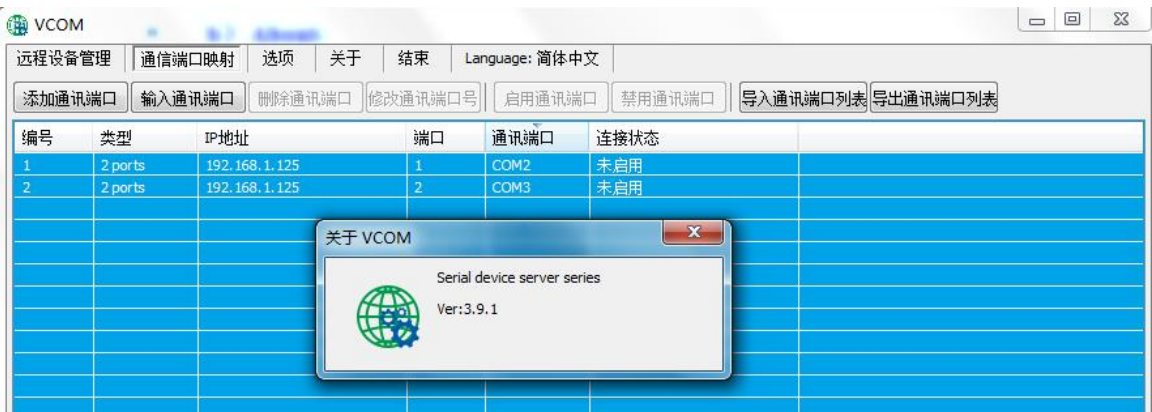 VCOM
远程设备管理 通信端口映射 选项 关于 结束 Language: 简体中文
添加通讯端口 输入通讯端口 删除通讯端口 修改通讯端口号 启用通讯端口 禁用通讯端口 导入通讯端口列表 导出通讯端口列表
编号 类型 IP地址 端口 通讯端口 连接状态
1 2 ports 192.168.1.125 1 COM2 未启用
2 2 ports 192.168.1.125 2 COM3 未启用
关于 VCOM
Serial device server series
Ver:3.9.1